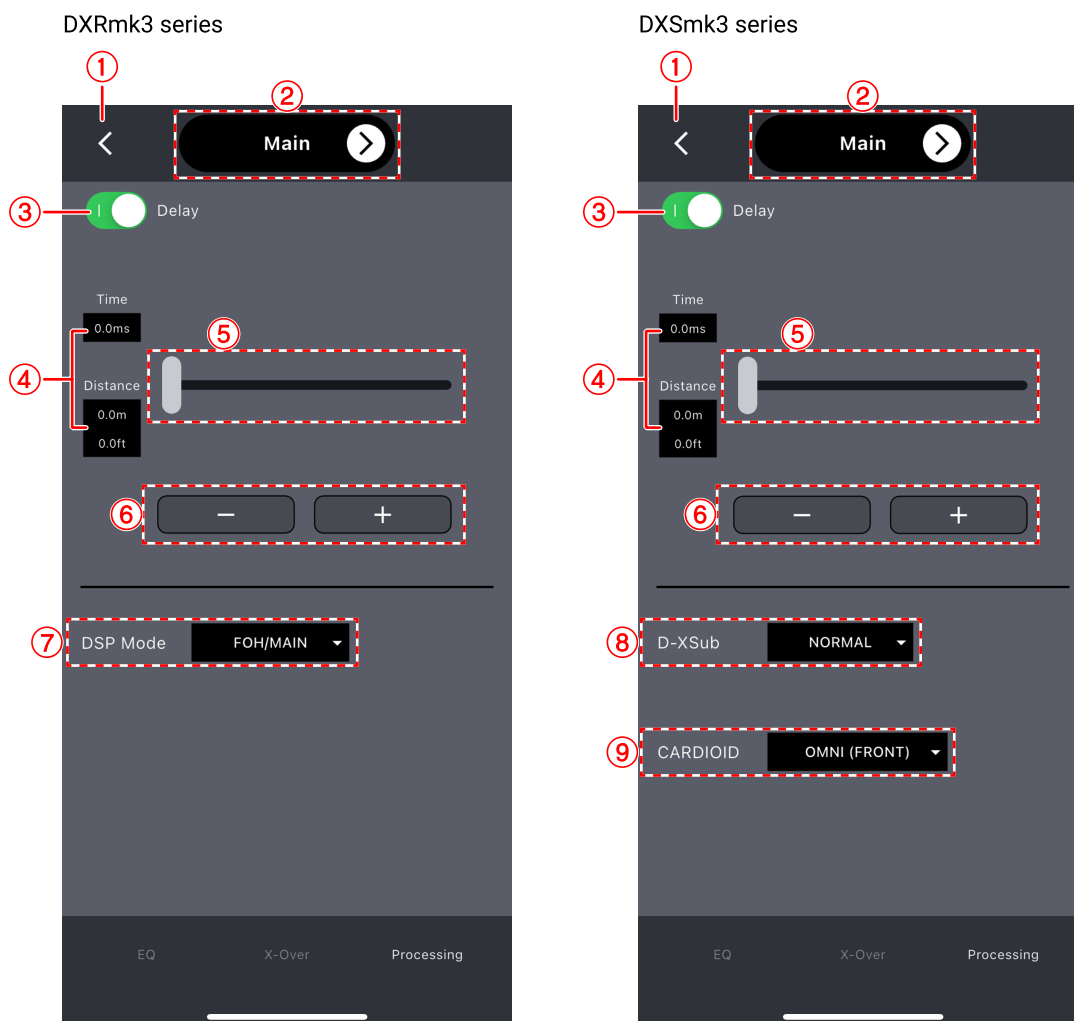 DXRmk3 series
①
②
Main
③
Delay
Time
0.0ms
④
⑤
Distance
0.0m
0.0ft
⑥
− +
⑦
DSP Mode FOH/MAIN
EQ X-Over Processing
DXSmk3 series
①
②
Main
③
Delay
Time
0.0ms
④
⑤
Distance
0.0m
0.0ft
⑥
− +
⑧
D-XSub NORMAL
⑨
CARDIOID OMNI (FRONT)
EQ X-Over Processing